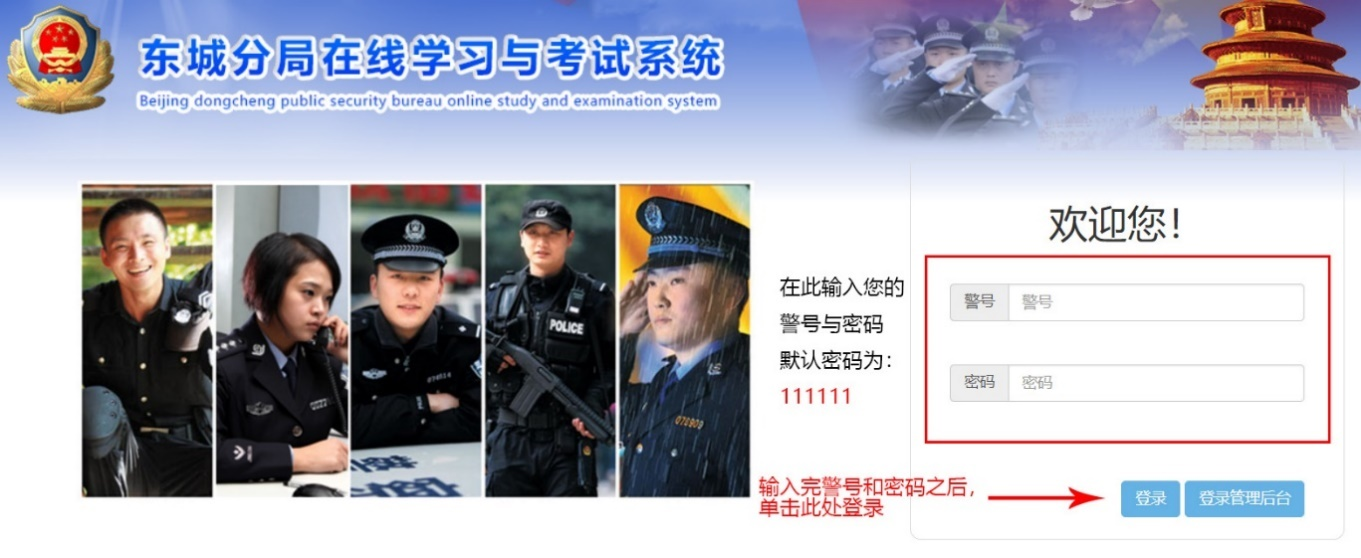 东城分局在线学习与考试系统
Beijing dongcheng public security bureau online study and examination system
欢迎您！
在此输入您的
警号与密码
默认密码为：
111111
警号 警号
密码 密码
POLICE
070809
输入完警号和密码之后，
单击此处登录
登录 登录管理后台